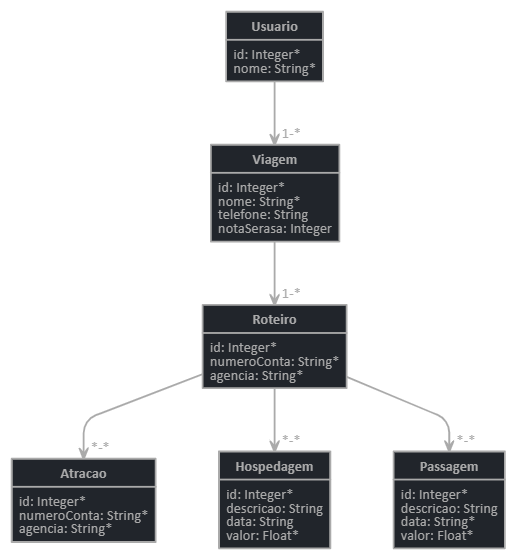 Usuario
id: Integer*
nome: String*
1-*
Viagem
id: Integer*
nome: String*
telefone: String
notaSerasa: Integer
1-*
Roteiro
id: Integer*
numeroConta: String*
agencia: String*
*-*
*-*
*-*
Atracao
id: Integer*
numeroConta: String*
agencia: String*
Hospedagem
id: Integer*
descricao: String
data: String
valor: Float*
Passagem
id: Integer*
descricao: String
data: String*
valor: Float*